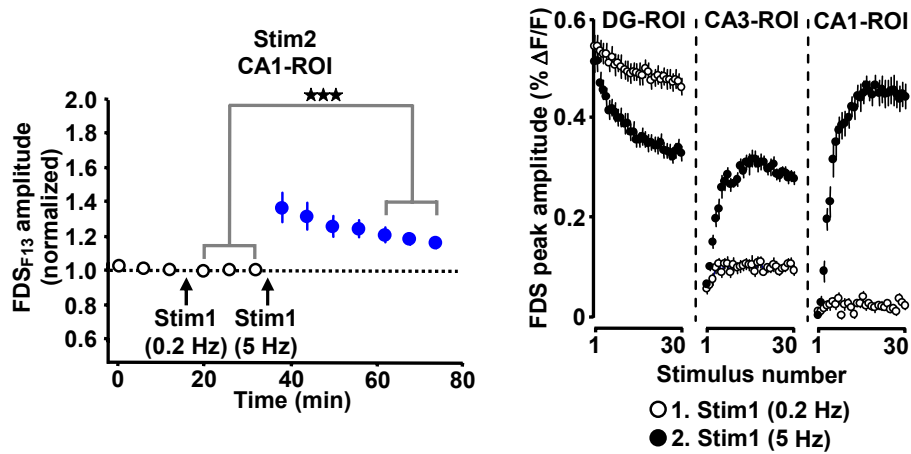 Stim2
CA1-ROI
★★★
FDSF13 amplitude
(normalized)
2.0
1.8
1.6
1.4
1.2
1.0
0.8
0.6
Stim1 Stim1
(0.2 Hz) (5 Hz)
0 20 40 60 80
Time (min)
DG-ROI CA3-ROI CA1-ROI
FDS peak amplitude (% ΔF/F)
0.6
0.4
0.2
0
1 30 1 30 1 30
Stimulus number
1. Stim1 (0.2 Hz)
2. Stim1 (5 Hz)